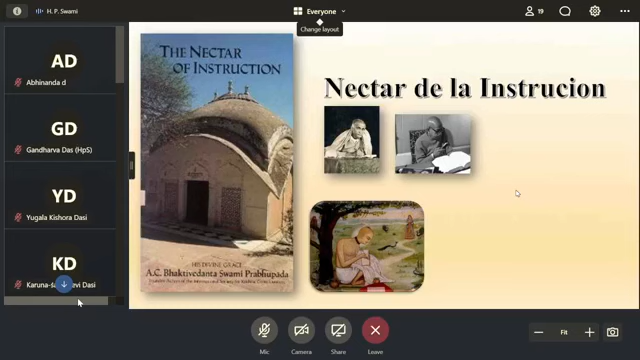 H. P. Swami
Everyone
19
Change layout
AD
Abhinanda d
GD
Gandharva Das (HpS)
YD
Yugala Kishora Dasi
KD
THE NECTAR
OF INSTRUCTION
HIS DIVINE GRACE
A.C. Bhaktivedanta Swami Prabhupada
Nectar de la Instrucion
Mic
Camera
Share
Leave
Fit